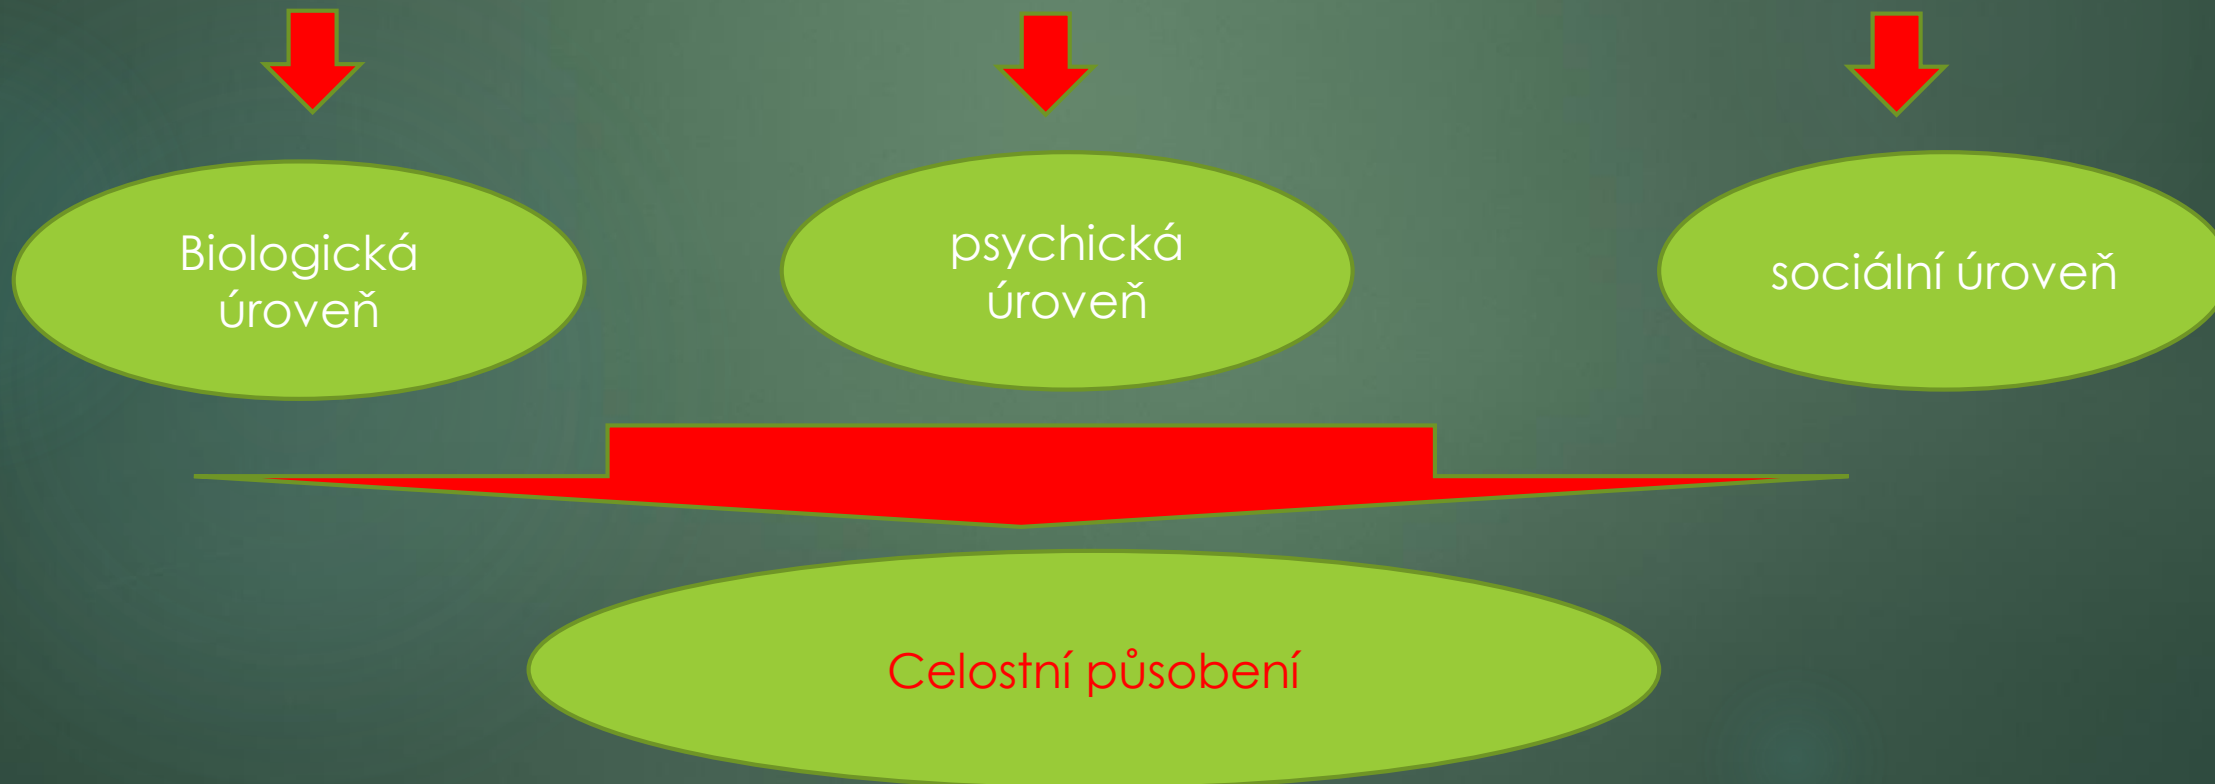 Biologická
úroveň
psychická
úroveň
sociální úroveň
Celostní působení